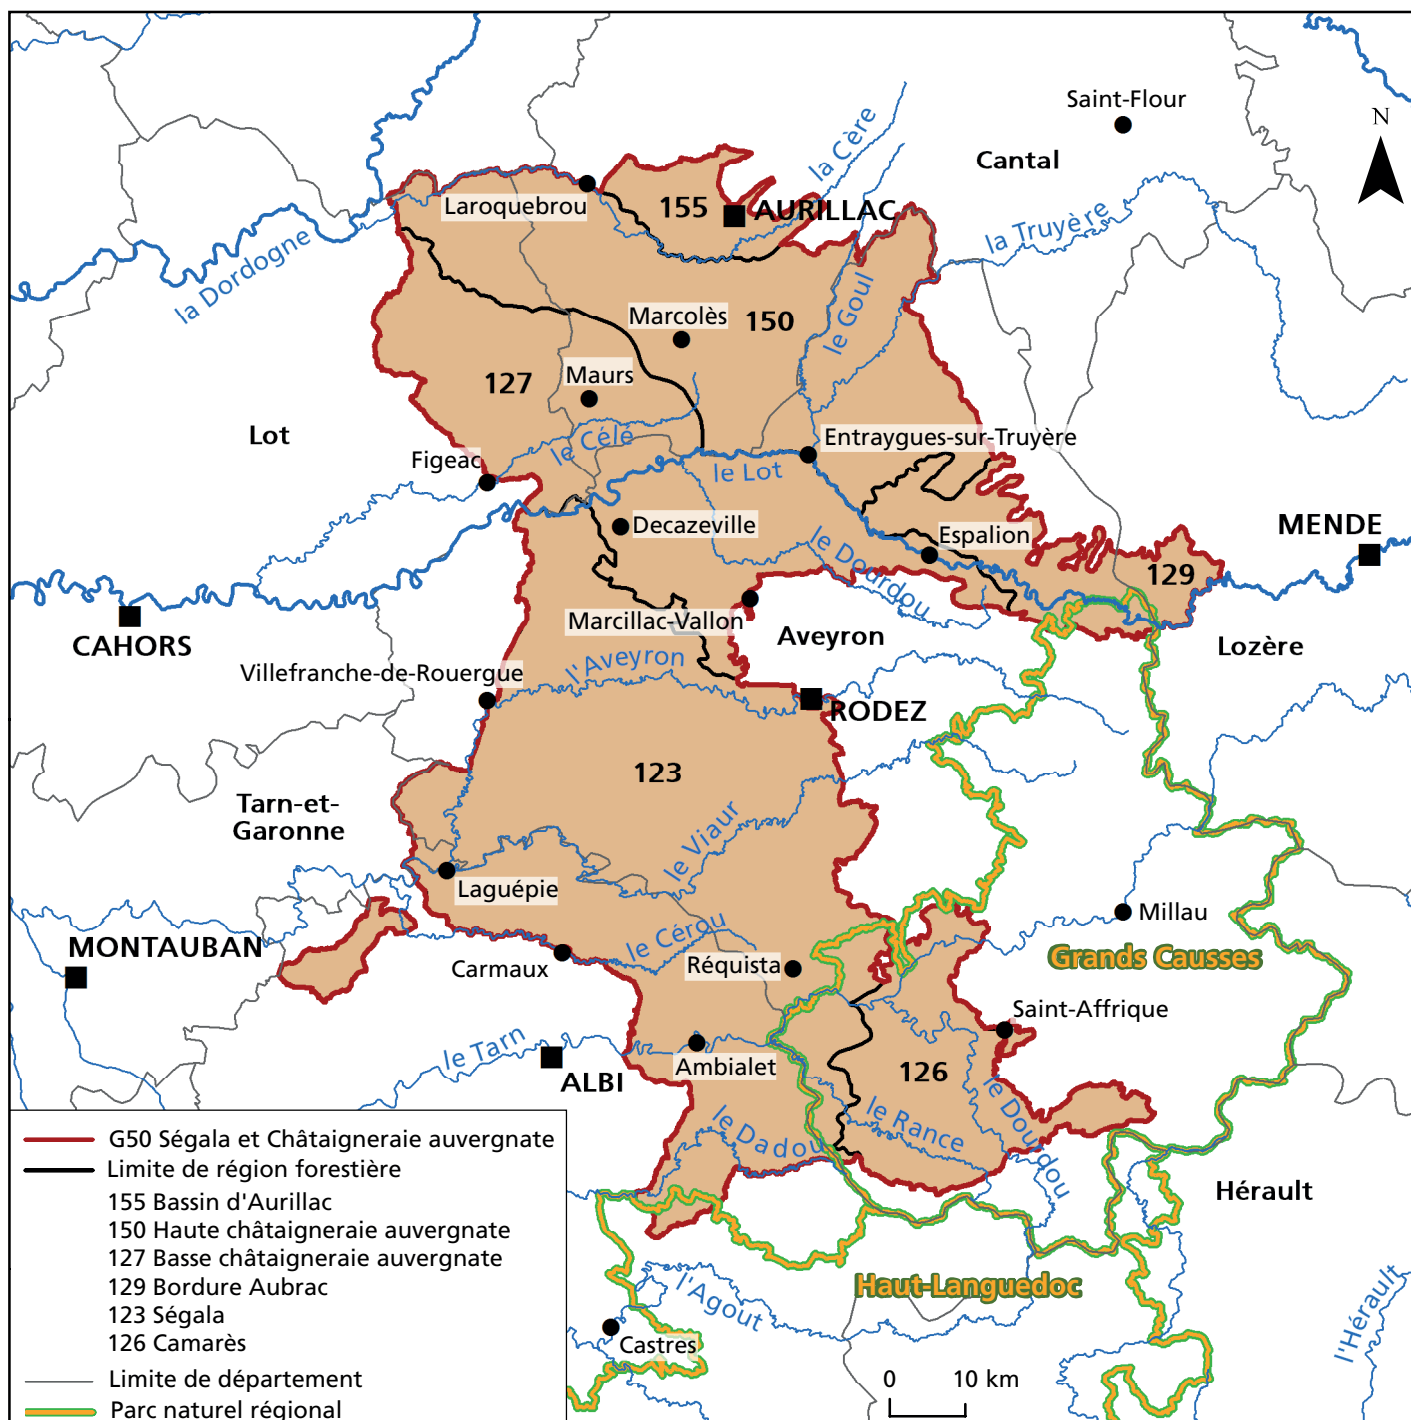 Saint-Flour
N
Cantal
la Cère
Laroquebrou
155
AURILLAC
la Truyère
la Dordogne
le Goul
Marcolès
150
127
Maurs
Lot
le Célé
Entraygues-sur-Truyère
Figeac
le Lot
Decazeville
Espalion
MENDE
le Dourdou
129
Marcillac-Vallon
Aveyron
CAHORS
Lozère
l'Aveyron
Villefranche-de-Rouergue
RODEZ
123
Tarn-et-
Garonne
le Viaur
Laguépie
Millau
le Cérou
MONTAUBAN
Carmaux
Réquista
Grands Causses
Saint-Affrique
le Tarn
Ambialet
ALBI
126
le Dourdou
le Rance
le Dadou
Hérault
Haut-Languedoc
l'Agout
l'Hérault
Castres
G50 Ségala et Châtaigneraie auvergnate
Limite de région forestière
155 Bassin d'Aurillac
150 Haute châtaigneraie auvergnate
127 Basse châtaigneraie auvergnate
129 Bordure Aubrac
123 Ségala
126 Camarès
Limite de département
Parc naturel régional
0 10 km